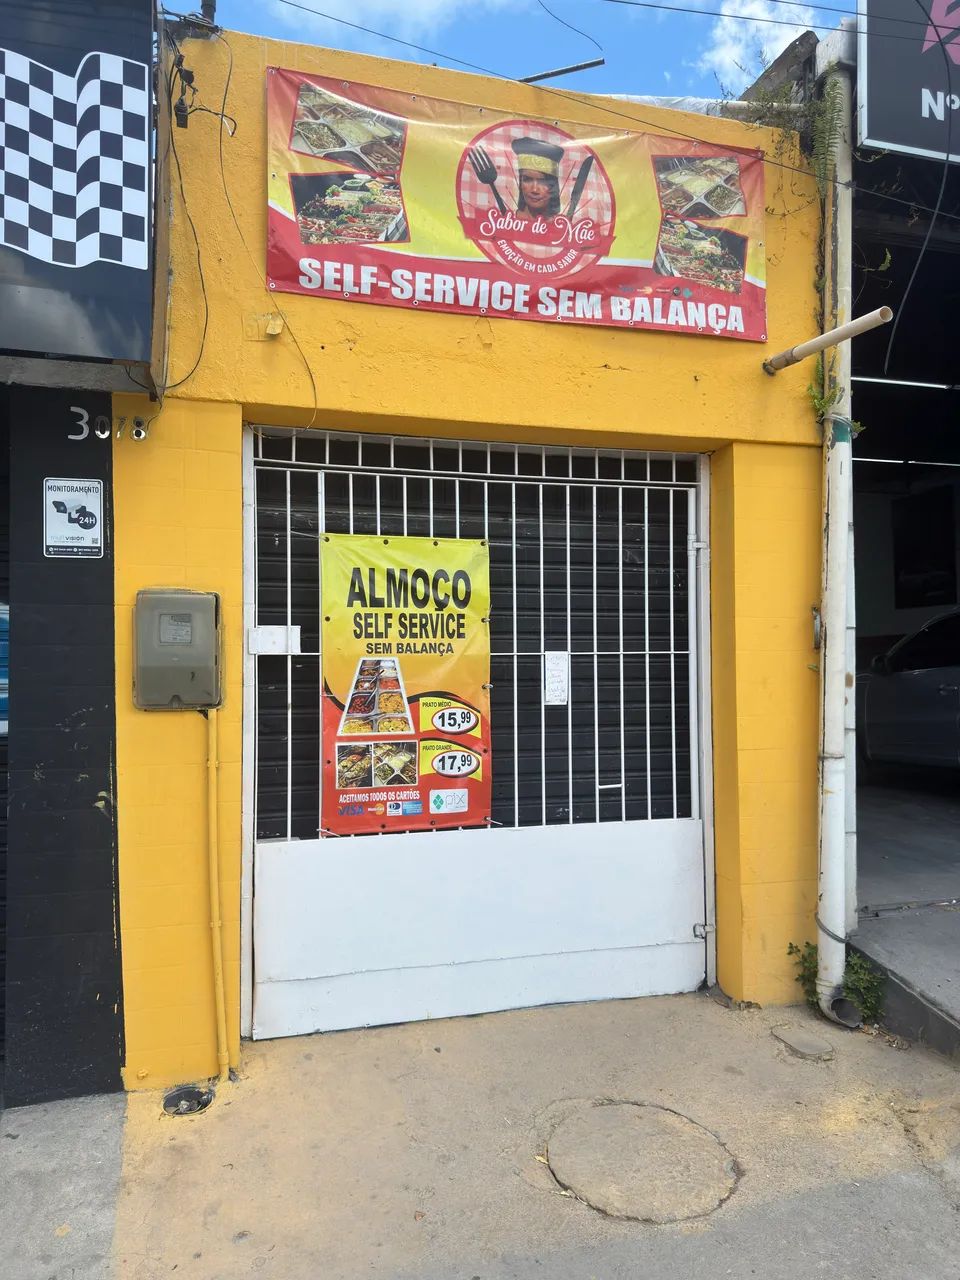 Sabor de Mãe
EMOÇÃO EM CADA SABOR
SELF-SERVICE SEM BALANÇA
Nº
3078
MONITORAMENTO
24H
ALMOÇO
SELF SERVICE
SEM BALANÇA
PRATO MÉDIO
15,99
PRATO GRANDE
17,99
ACEITAMOS TODOS OS CARTÕES
VISA
MasterCard
pix